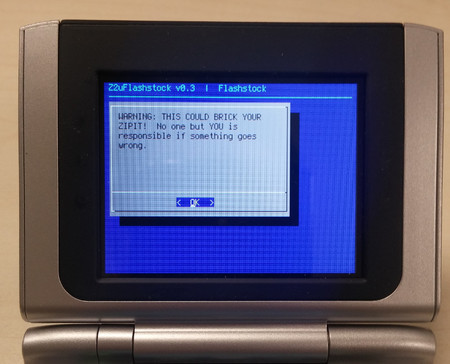 Z2uFlashstock v0.3 | Flashstock
WARNING: THIS COULD BRICK YOUR
ZIPIT! No one but YOU is
responsible if something goes
wrong.
< OK >